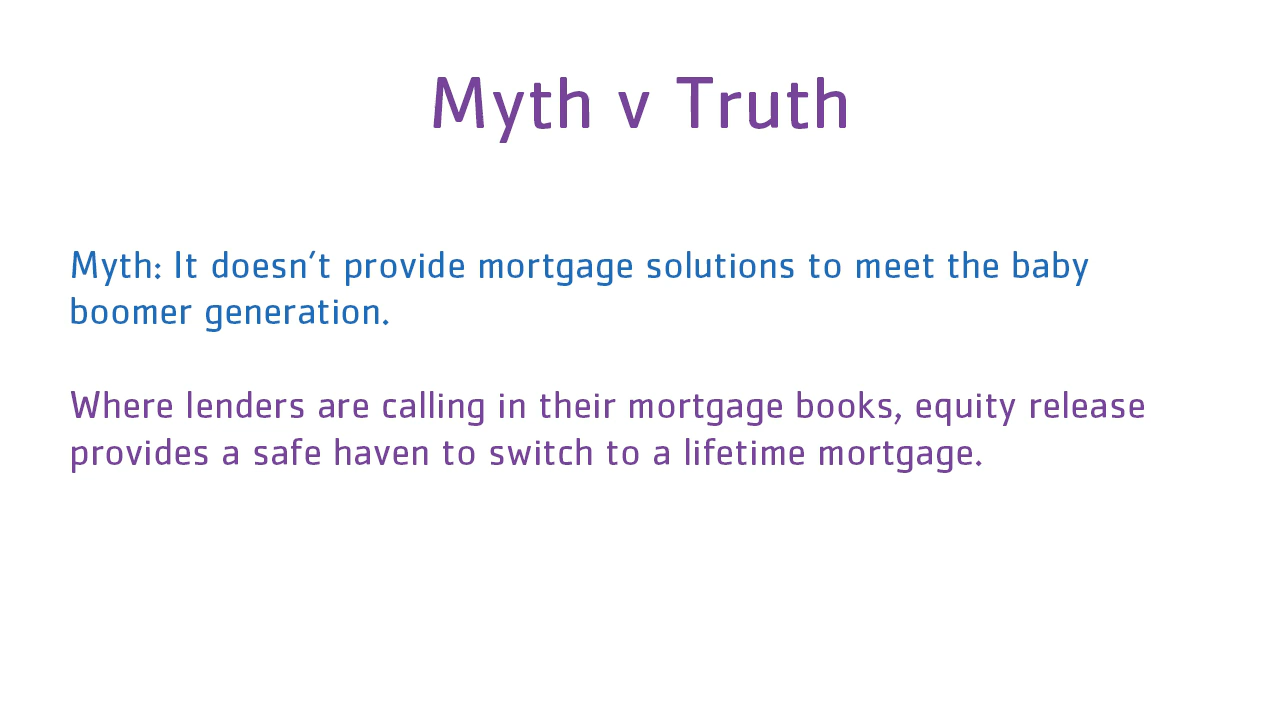 Myth v Truth
Myth: It doesn’t provide mortgage solutions to meet the baby
boomer generation.
Where lenders are calling in their mortgage books, equity release
provides a safe haven to switch to a lifetime mortgage.